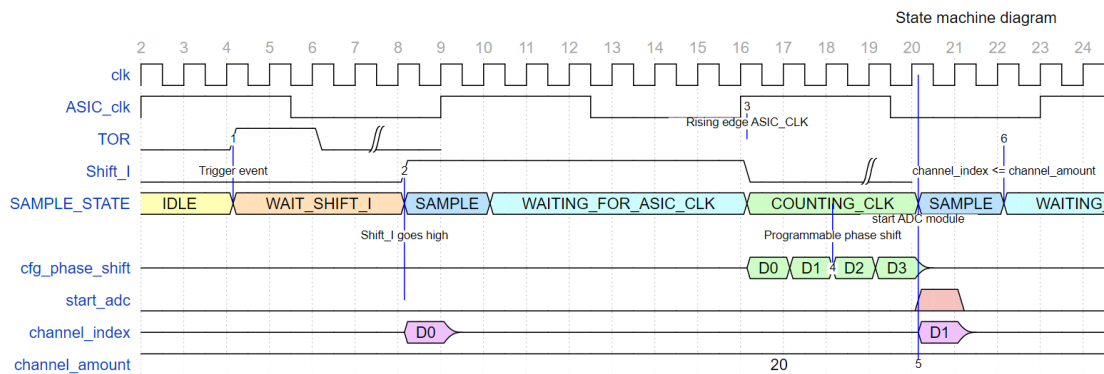 State machine diagram
2 3 4 5 6 7 8 9 10 11 12 13 14 15 16 17 18 19 20 21 22 23 24
clk
ASIC_clk
3
Rising edge ASIC_CLK
TOR
1
6
Shift_I
Trigger event
2
channel_index <= channel_amount
SAMPLE_STATE
IDLE WAIT_SHIFT_I SAMPLE WAITING_FOR_ASIC_CLK COUNTING_CLK SAMPLE WAITING_
start ADC module
Shift_I goes high
Programmable phase shift
cfg_phase_shift
D0 D1 4 D2 D3
start_adc
channel_index
D0 D1
channel_amount
20
5